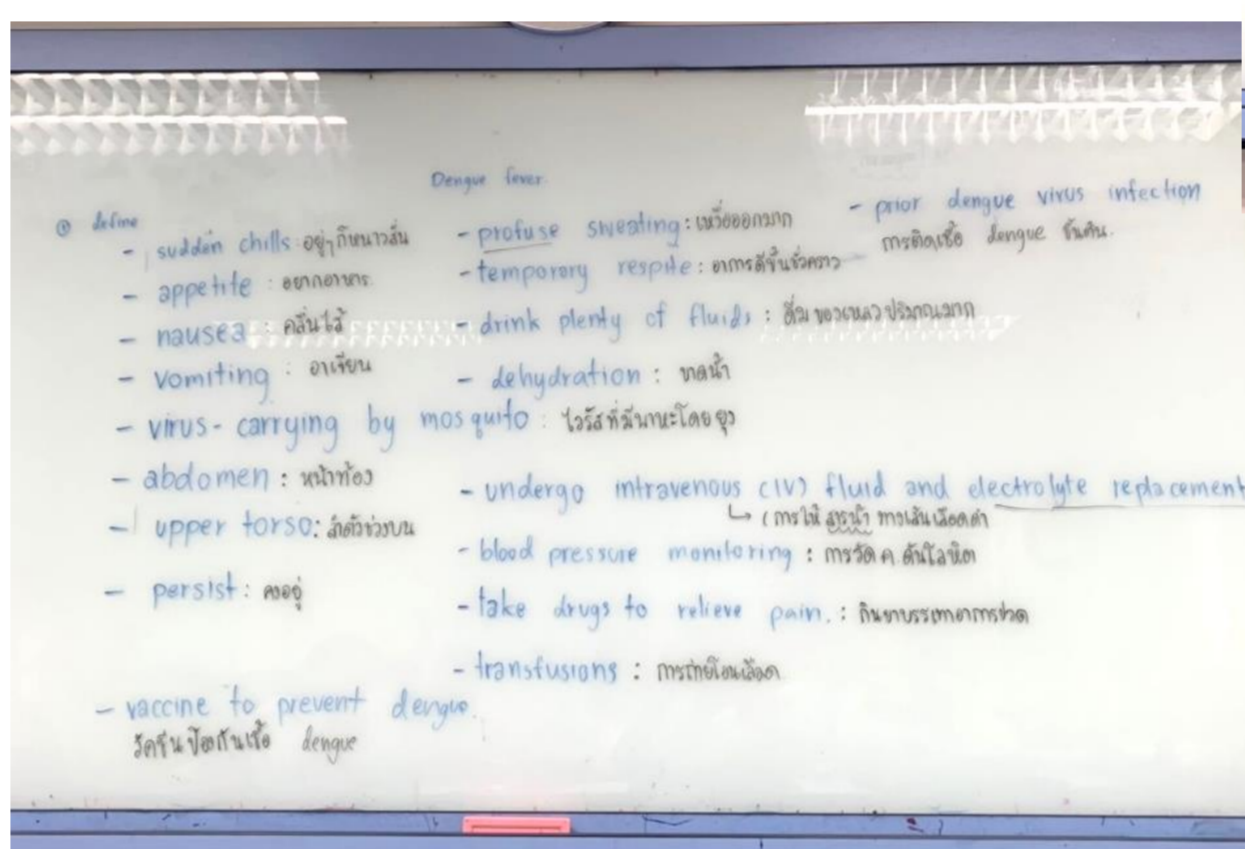 Dengue fever.
① define
- sudden chills : อยู่ๆก็หนาวสั่น
- appetite : อยากอาหาร
- nausea : คลื่นไส้
- vomiting : อาเจียน
- virus-carrying by mosquito : ไวรัสที่มีพาหะโดย ยุง
- abdomen : หน้าท้อง
- upper torso : ลำตัวช่วงบน
- persist : คงอยู่
- vaccine to prevent dengue.
วัคซีนป้องกันเชื้อ dengue
- profuse sweating : เหงื่อออกมาก
- temporory respite : อาการดีขึ้นชั่วคราว
- drink plenty of fluids : ดื่ม ของเหลว ปริมาณมาก
- dehydration : ขาดน้ำ
- undergo intravenous (IV) fluid and electrolyte replacement
↳ (การให้ สารน้ำ ทางเส้นเลือดดำ
- blood pressure monitoring : การวัด ค. ดันโลหิต
- take drugs to relieve pain. : กินยาบรรเทาอาการปวด
- transfusions : การถ่ายโอนเลือด
- prior dengue virus infection
การติดเชื้อ dengue